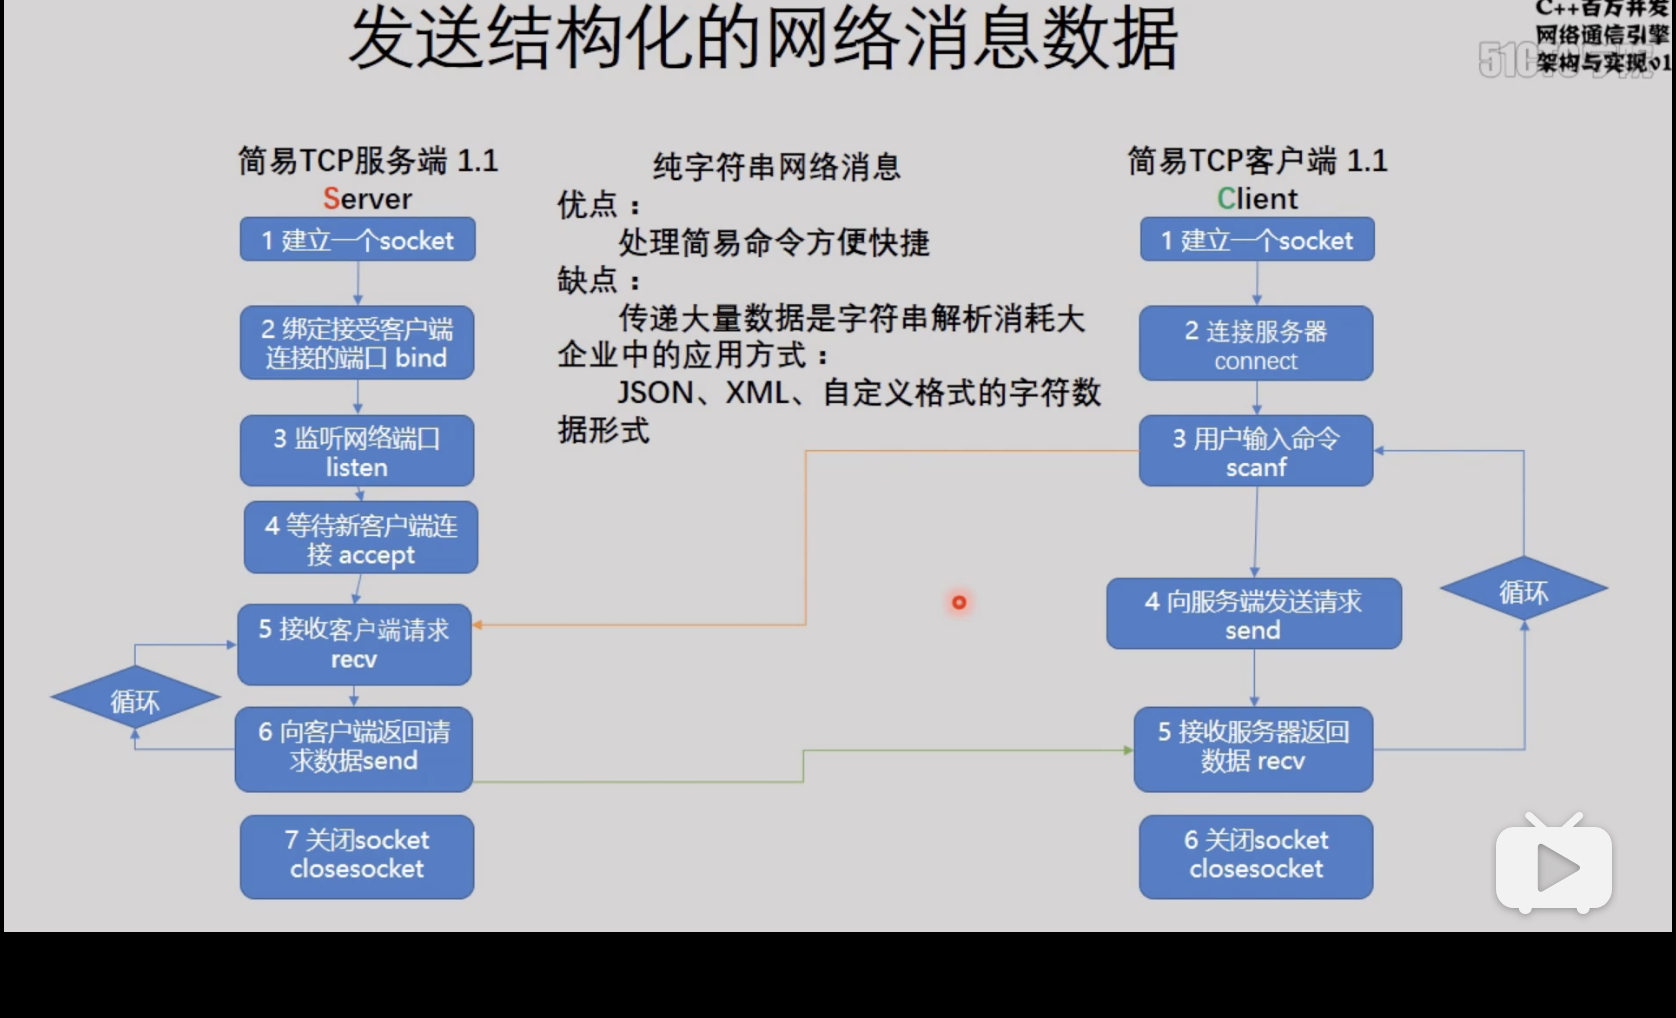 发送结构化的网络消息数据
C++百万并发
网络通信引擎
架构与实现01
简易TCP服务端 1.1
Server
1 建立一个socket
2 绑定接受客户端
连接的端口 bind
3 监听网络端口
listen
4 等待新客户端连
接 accept
5 接收客户端请求
recv
循环
6 向客户端返回请
求数据send
7 关闭socket
closesocket
纯字符串网络消息
优点：
处理简易命令方便快捷
缺点：
传递大量数据是字符串解析消耗大
企业中的应用方式：
JSON、XML、自定义格式的字符数
据形式
简易TCP客户端 1.1
Client
1 建立一个socket
2 连接服务器
connect
3 用户输入命令
scanf
4 向服务端发送请求
send
循环
5 接收服务器返回
数据 recv
6 关闭socket
closesocket